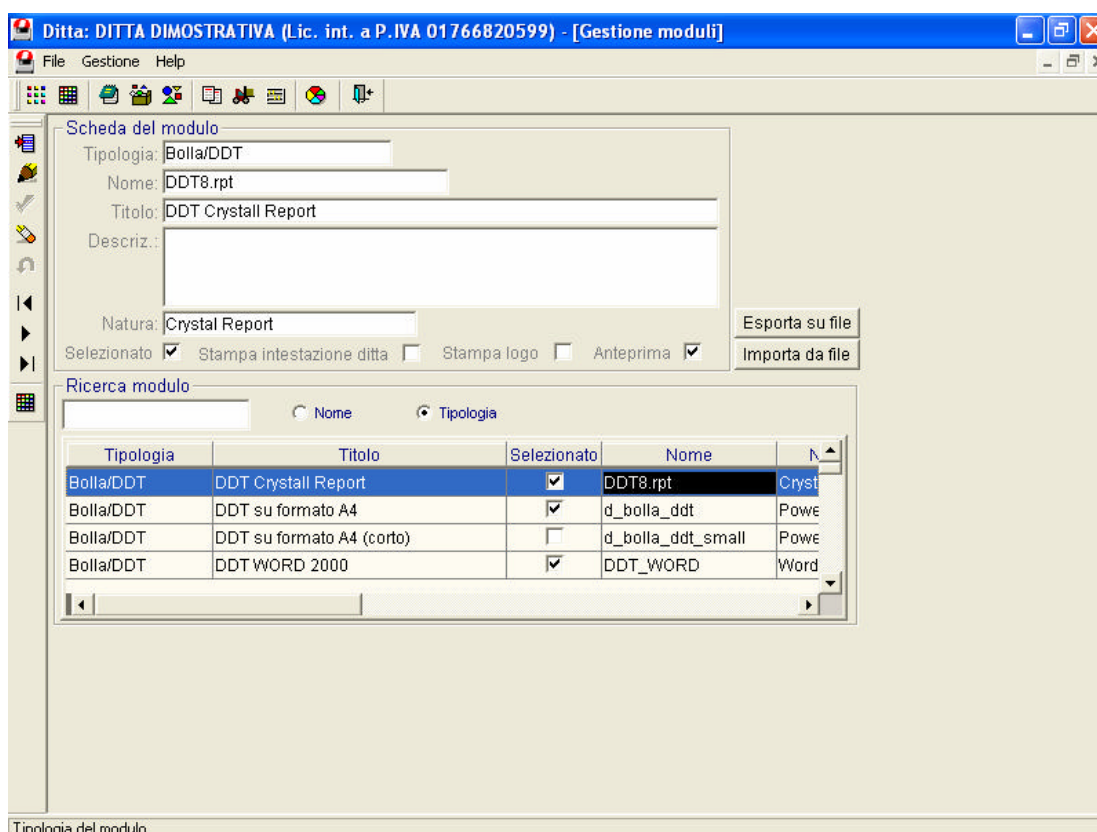 Ditta: DITTA DIMOSTRATIVA (Lic. int. a P.IVA 01766820599) - [Gestione moduli]
File Gestione Help
Scheda del modulo
Tipologia: Bolla/DDT
Nome: DDT8.rpt
Titolo: DDT Crystall Report
Descriz.:
Natura: Crystal Report
Esporta su file
Selezionato Stampa intestazione ditta Stampa logo Anteprima
Importa da file
Ricerca modulo
Nome Tipologia
Tipologia Titolo Selezionato Nome N
Bolla/DDT DDT Crystall Report DDT8.rpt Cryst
Bolla/DDT DDT su formato A4 d_bolla_ddt Powe
Bolla/DDT DDT su formato A4 (corto) d_bolla_ddt_small Powe
Bolla/DDT DDT WORD 2000 DDT_WORD Word
Tipologia del modulo